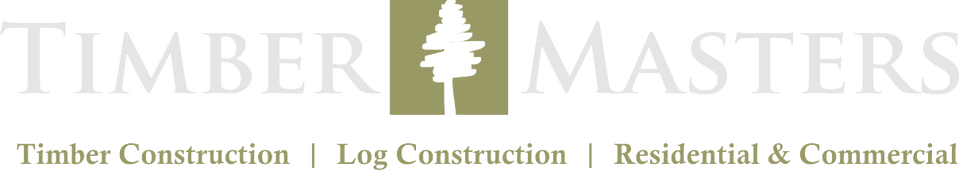 Timber Masters
Timber Construction | Log Construction | Residential & Commercial